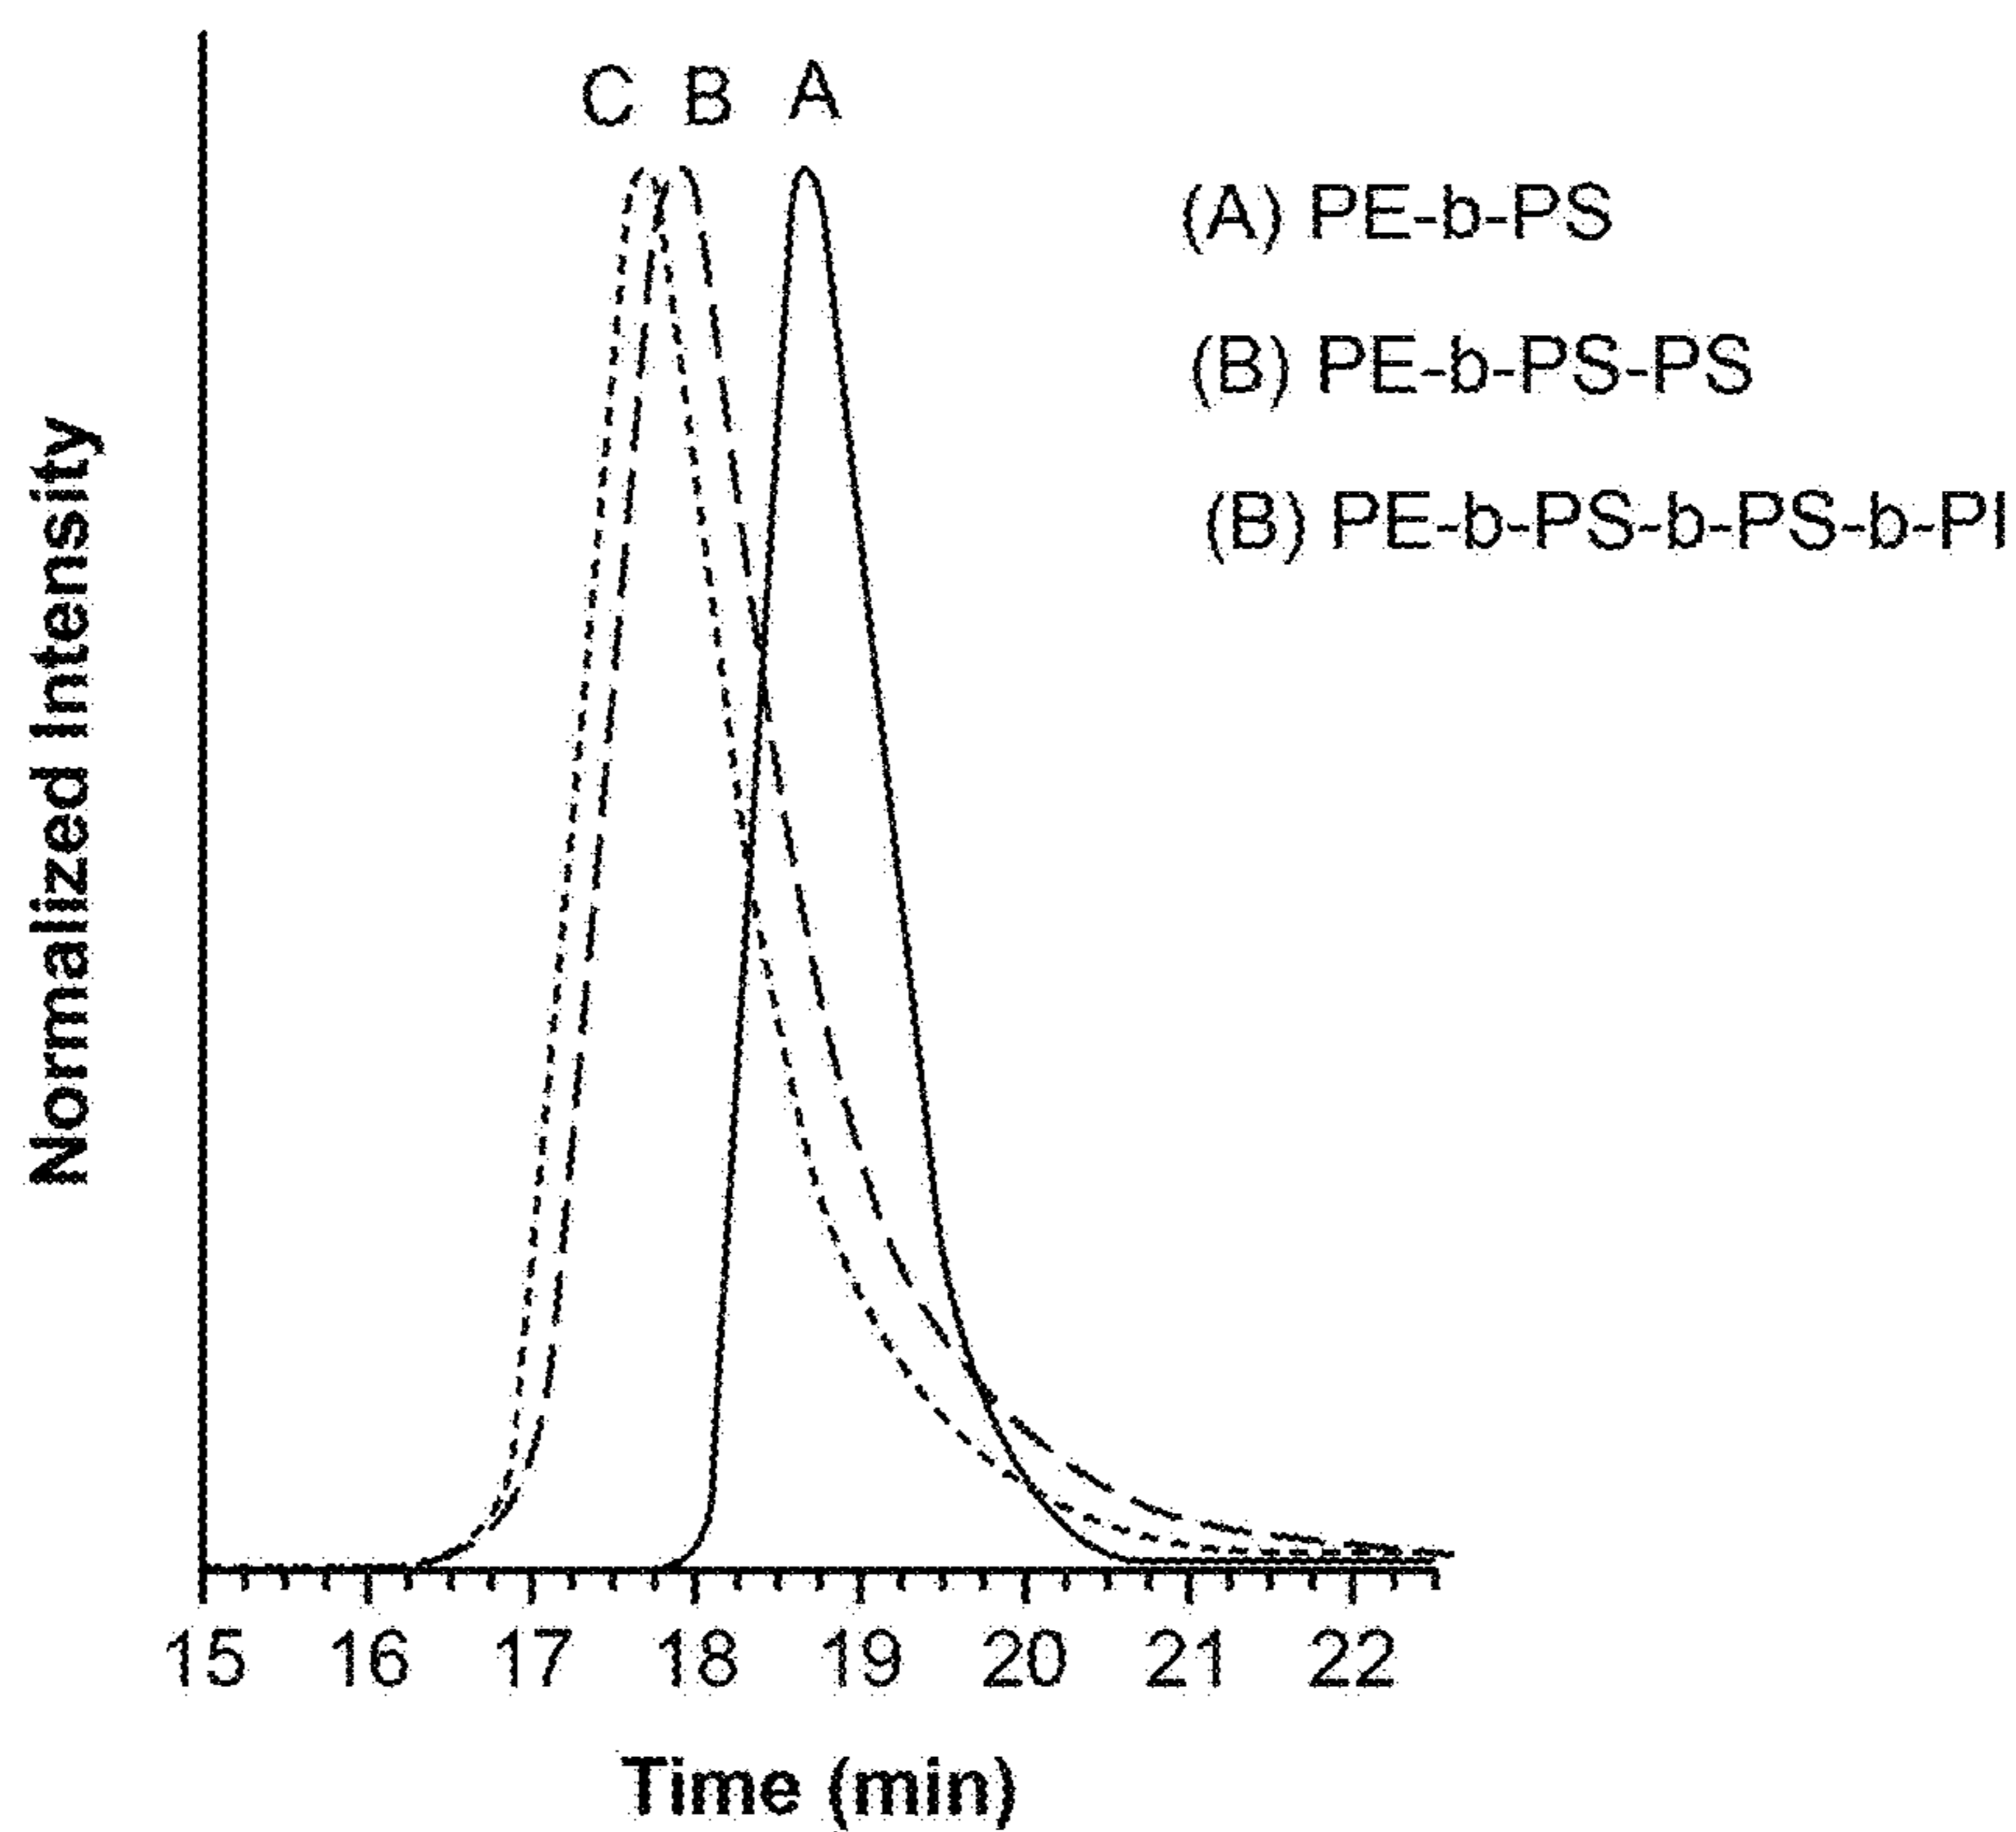 C B A
(A) PE-b-PS
(B) PE-b-PS-PS
(B) PE-b-PS-b-PS-b-PI
Normalized Intensity
15 16 17 18 19 20 21 22
Time (min)